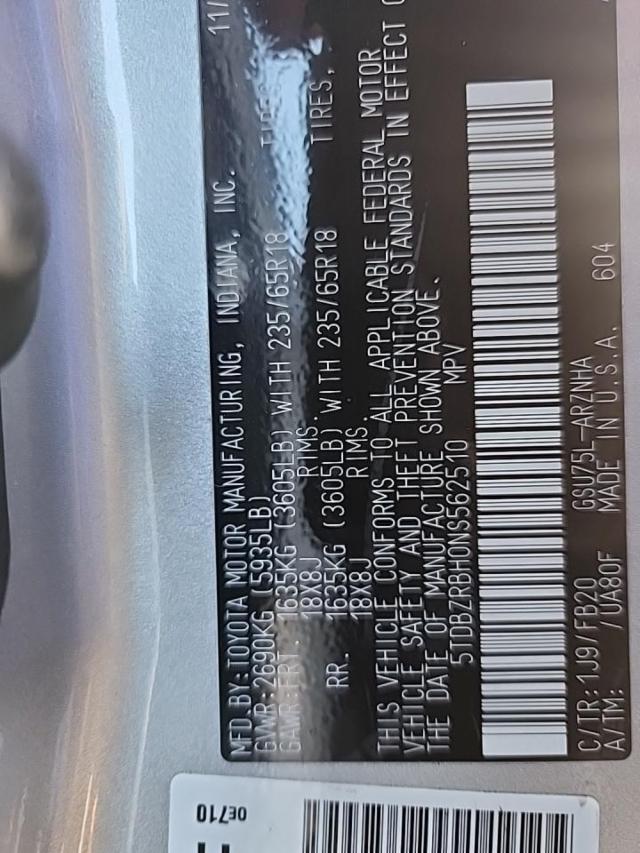 MFD.BY:TOYOTA MOTOR MANUFACTURING, INDIANA, INC. 11/
GVWR:2690KG (5935LB)
GAWR:FRT. 1635KG (3605LB) WITH 235/65R18 TIRES,
18X8J RIMS.
RR. 1635KG (3605LB) WITH 235/65R18 TIRES,
18X8J RIMS
THIS VEHICLE CONFORMS TO ALL APPLICABLE FEDERAL MOTOR
VEHICLE SAFETY AND THEFT PREVENTION STANDARDS IN EFFECT O
THE DATE OF MANUFACTURE SHOWN ABOVE.
5TDBZRBH0NS562510 MPV
C/TR:1J9/FB20 GSU75L-ARZNHA
A/TM: /UA80F MADE IN U.S.A. 604
0E710